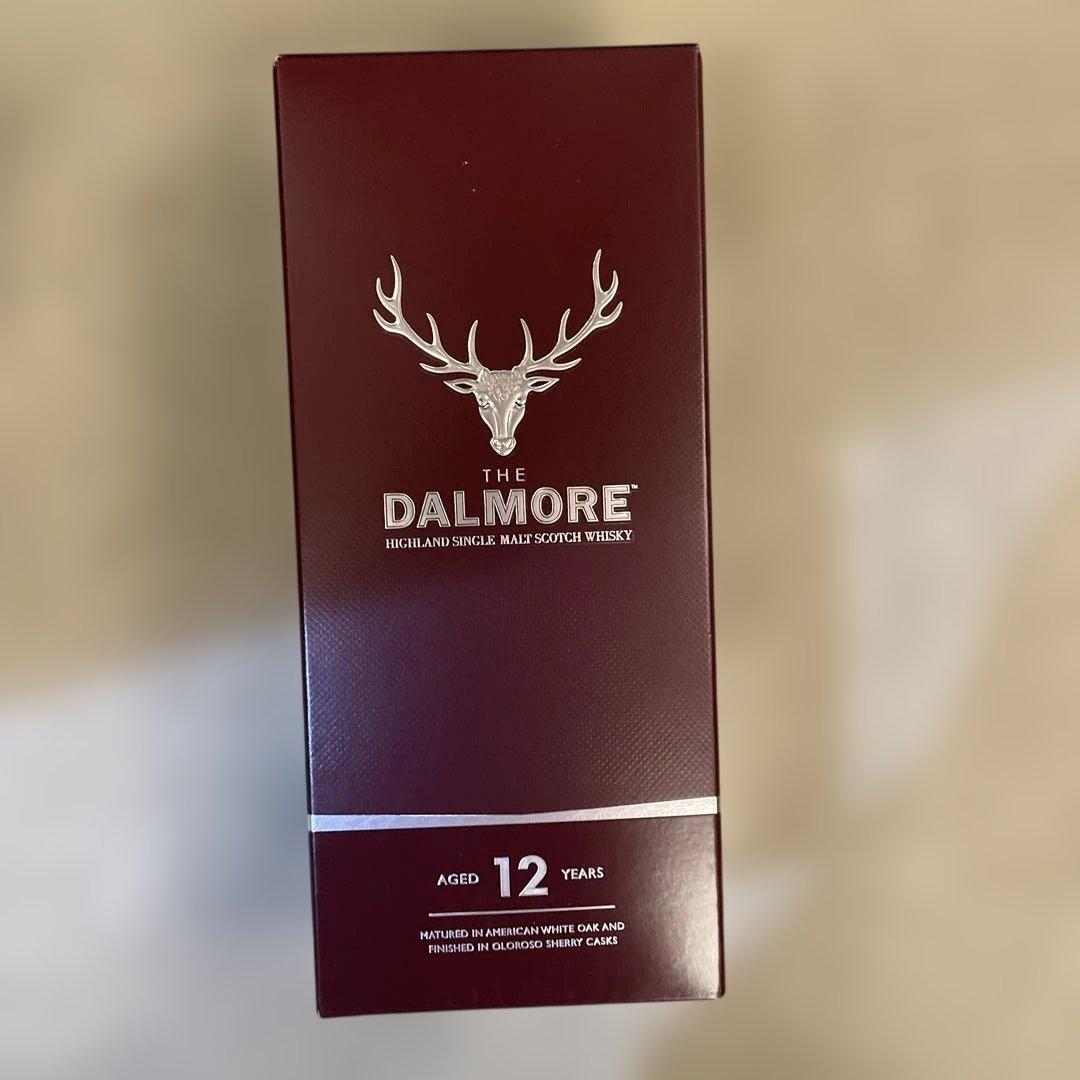 THE
DALMORE™
HIGHLAND SINGLE MALT SCOTCH WHISKY
AGED 12 YEARS
MATURED IN AMERICAN WHITE OAK AND
FINISHED IN OLOROSO SHERRY CASKS